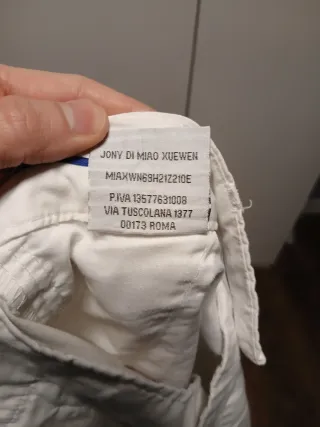 JONY DI MIAO XUEWEN
MIAXWN69H21Z210E
P.IVA 13577631008
VIA TUSCOLANA 1377
00173 ROMA